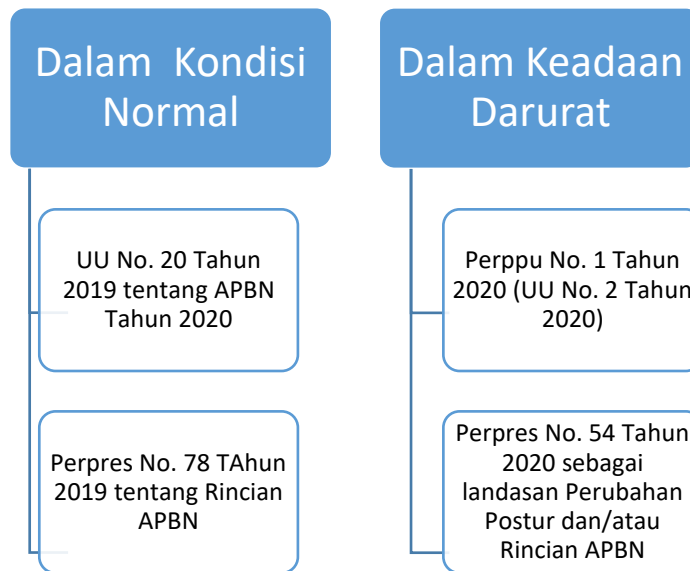 Dalam Kondisi
Normal
UU No. 20 Tahun
2019 tentang APBN
Tahun 2020
Perpres No. 78 TAhun
2019 tentang Rincian
APBN
Dalam Keadaan
Darurat
Perppu No. 1 Tahun
2020 (UU No. 2 Tahun
2020)
Perpres No. 54 Tahun
2020 sebagai
landasan Perubahan
Postur dan/atau
Rincian APBN